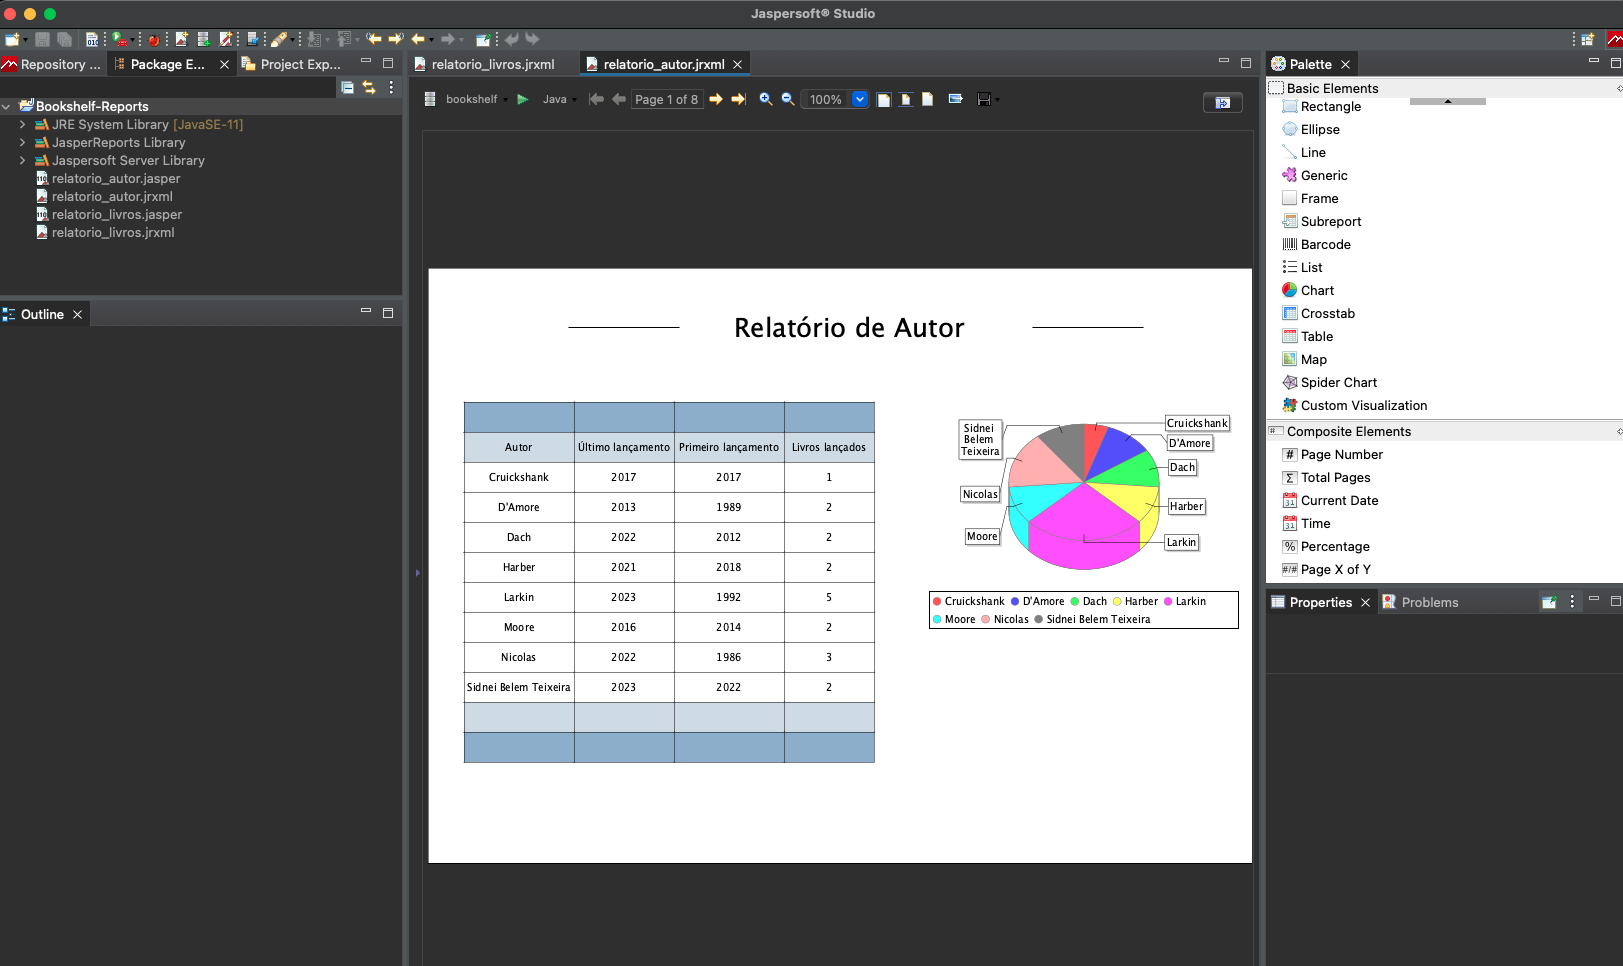 Jaspersoft® Studio
Repository ...
Package E...
Project Exp...
Bookshelf-Reports
JRE System Library [JavaSE-11]
JasperReports Library
Jaspersoft Server Library
relatorio_autor.jasper
relatorio_autor.jrxml
relatorio_livros.jasper
relatorio_livros.jrxml
Outline
relatorio_livros.jrxml
relatorio_autor.jrxml
bookshelf
Java
Page 1 of 8
100%
Relatório de Autor
Autor Último lançamento Primeiro lançamento Livros lançados
Cruickshank 2017 2017 1
D'Amore 2013 1989 2
Dach 2022 2012 2
Harber 2021 2018 2
Larkin 2023 1992 5
Moore 2016 2014 2
Nicolas 2022 1986 3
Sidnei Belem Teixeira 2023 2022 2
Sidnei
Belem
Teixeira
Cruickshank
D'Amore
Dach
Nicolas
Harber
Moore
Larkin
Cruickshank D'Amore Dach Harber Larkin
Moore Nicolas Sidnei Belem Teixeira
Palette
Basic Elements
Rectangle
Ellipse
Line
Generic
Frame
Subreport
Barcode
List
Chart
Crosstab
Table
Map
Spider Chart
Custom Visualization
Composite Elements
# Page Number
Σ Total Pages
Current Date
Time
% Percentage
#/# Page X of Y
Properties
Problems